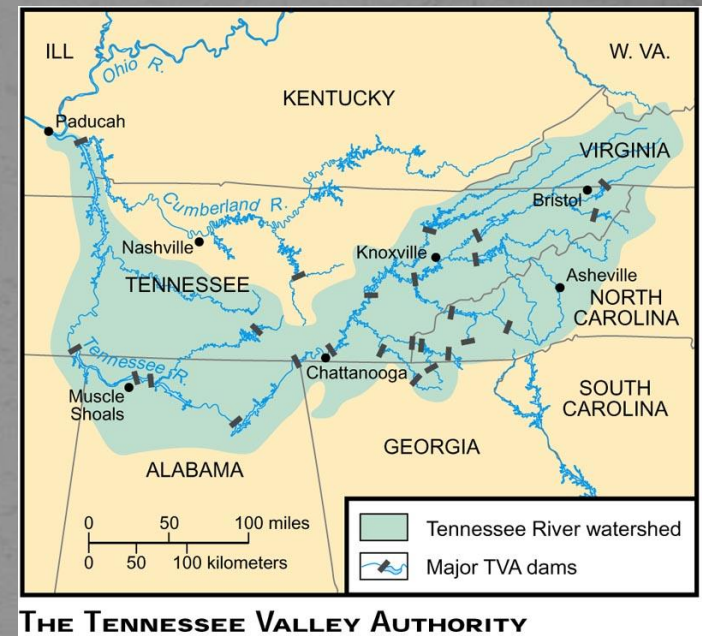 ILL
Ohio R.
W. VA.
KENTUCKY
Paducah
VIRGINIA
Cumberland R.
Bristol
Nashville
Knoxville
TENNESSEE
Asheville
NORTH
CAROLINA
Tennessee R.
Chattanooga
Muscle
Shoals
SOUTH
CAROLINA
GEORGIA
ALABAMA
0 50 100 miles
0 50 100 kilometers
Tennessee River watershed
Major TVA dams
THE TENNESSEE VALLEY AUTHORITY